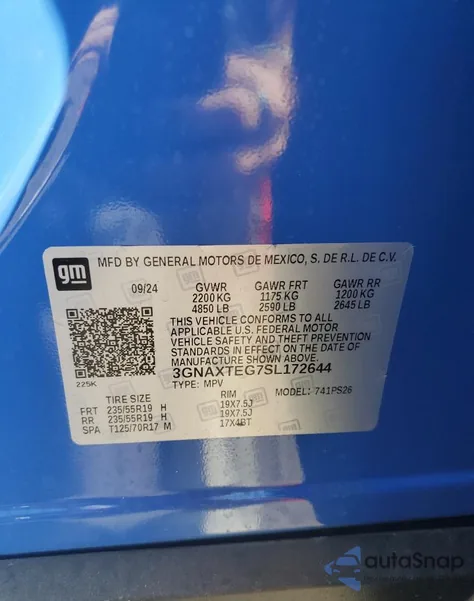 gm
MFD BY GENERAL MOTORS DE MEXICO, S. DE R.L. DE C.V.
09/24 GVWR GAWR FRT GAWR RR
2200 KG 1175 KG 1200 KG
4850 LB 2590 LB 2645 LB
THIS VEHICLE CONFORMS TO ALL
APPLICABLE U.S. FEDERAL MOTOR
VEHICLE SAFETY AND THEFT PREVENTION
STANDARDS IN EFFECT ON THE
DATE OF MANUFACTURE SHOWN ABOVE.
3GNAXTEG7SL172644
225K
TYPE: MPV MODEL: 741PS26
TIRE SIZE RIM
FRT 235/55R19 H 19X7.5J
RR 235/55R19 H 19X7.5J
SPA T125/70R17 M 17X4BT
autoSnap